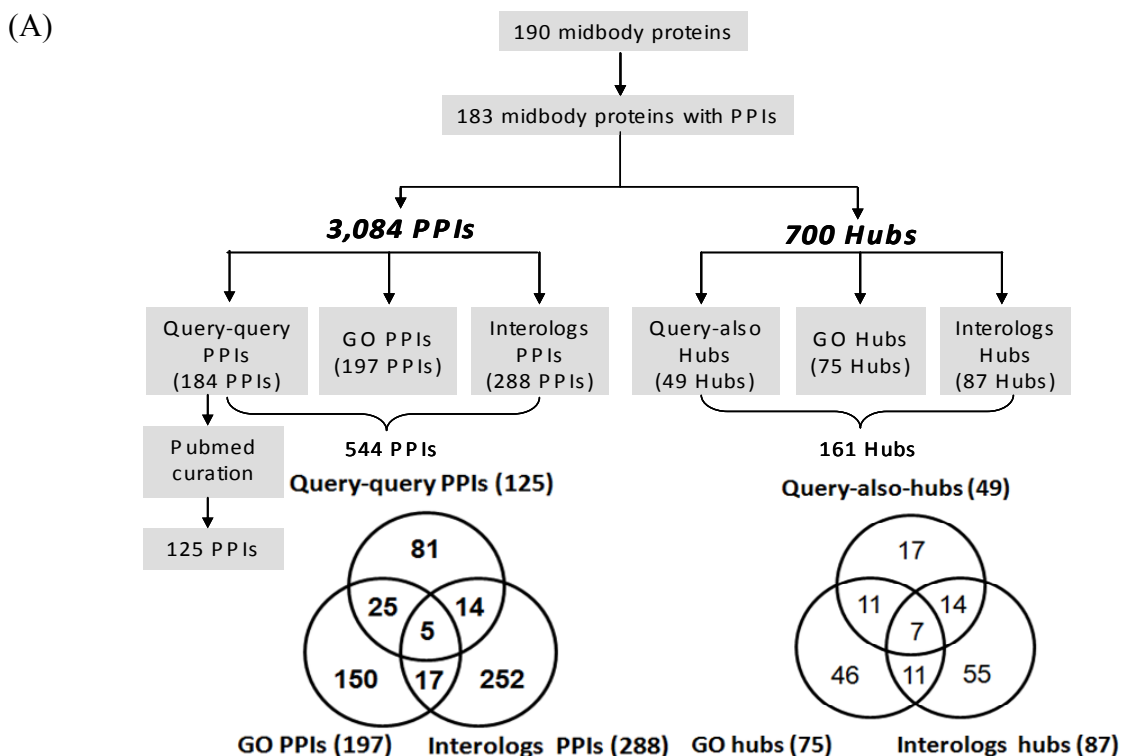 (A)
190 midbody proteins
183 midbody proteins with PPIs
3,084 PPIs
700 Hubs
Query-query
PPIs
(184 PPIs)
GO PPIs
(197 PPIs)
Interologs
PPIs
(288 PPIs)
Query-also
Hubs
(49 Hubs)
GO Hubs
(75 Hubs)
Interologs
Hubs
(87 Hubs)
Pubmed
curation
125 PPIs
544 PPIs
161 Hubs
Query-query PPIs (125)
81
25
14
5
150
17
252
GO PPIs (197)
Interologs PPIs (288)
Query-also-hubs (49)
17
11
14
7
46
11
55
GO hubs (75)
Interologs hubs (87)